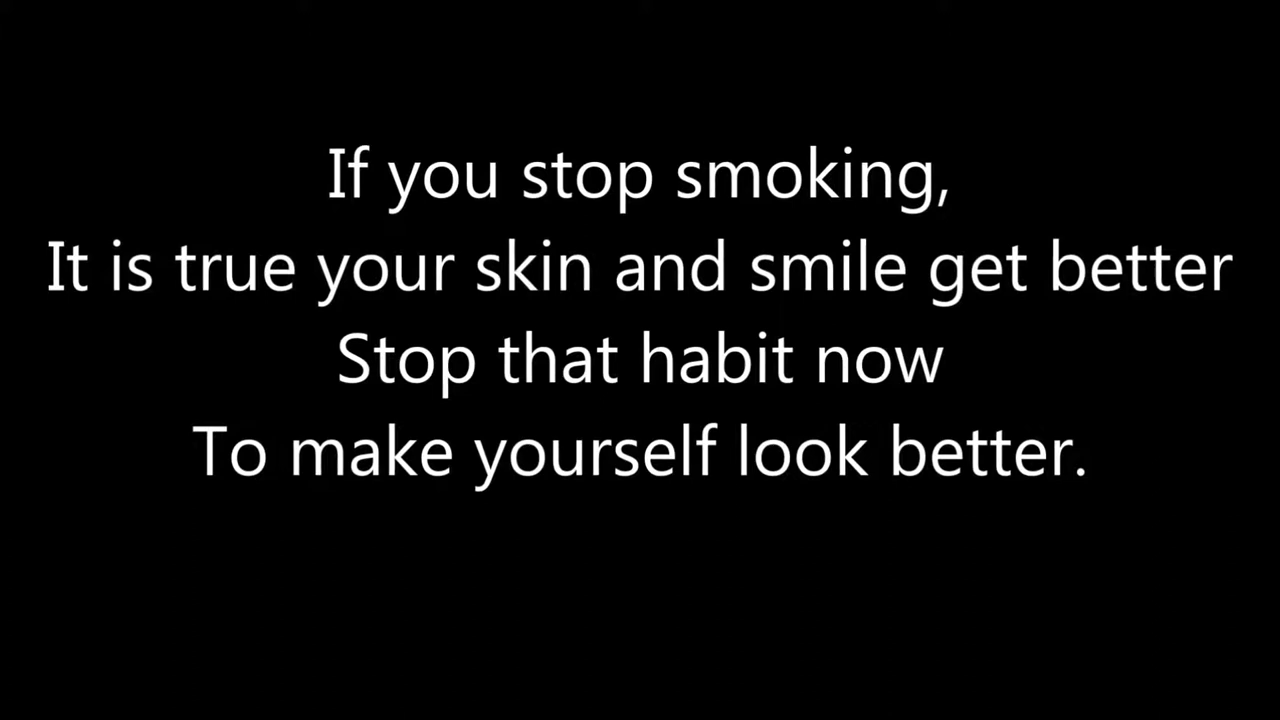 If you stop smoking,
It is true your skin and smile get better
Stop that habit now
To make yourself look better.